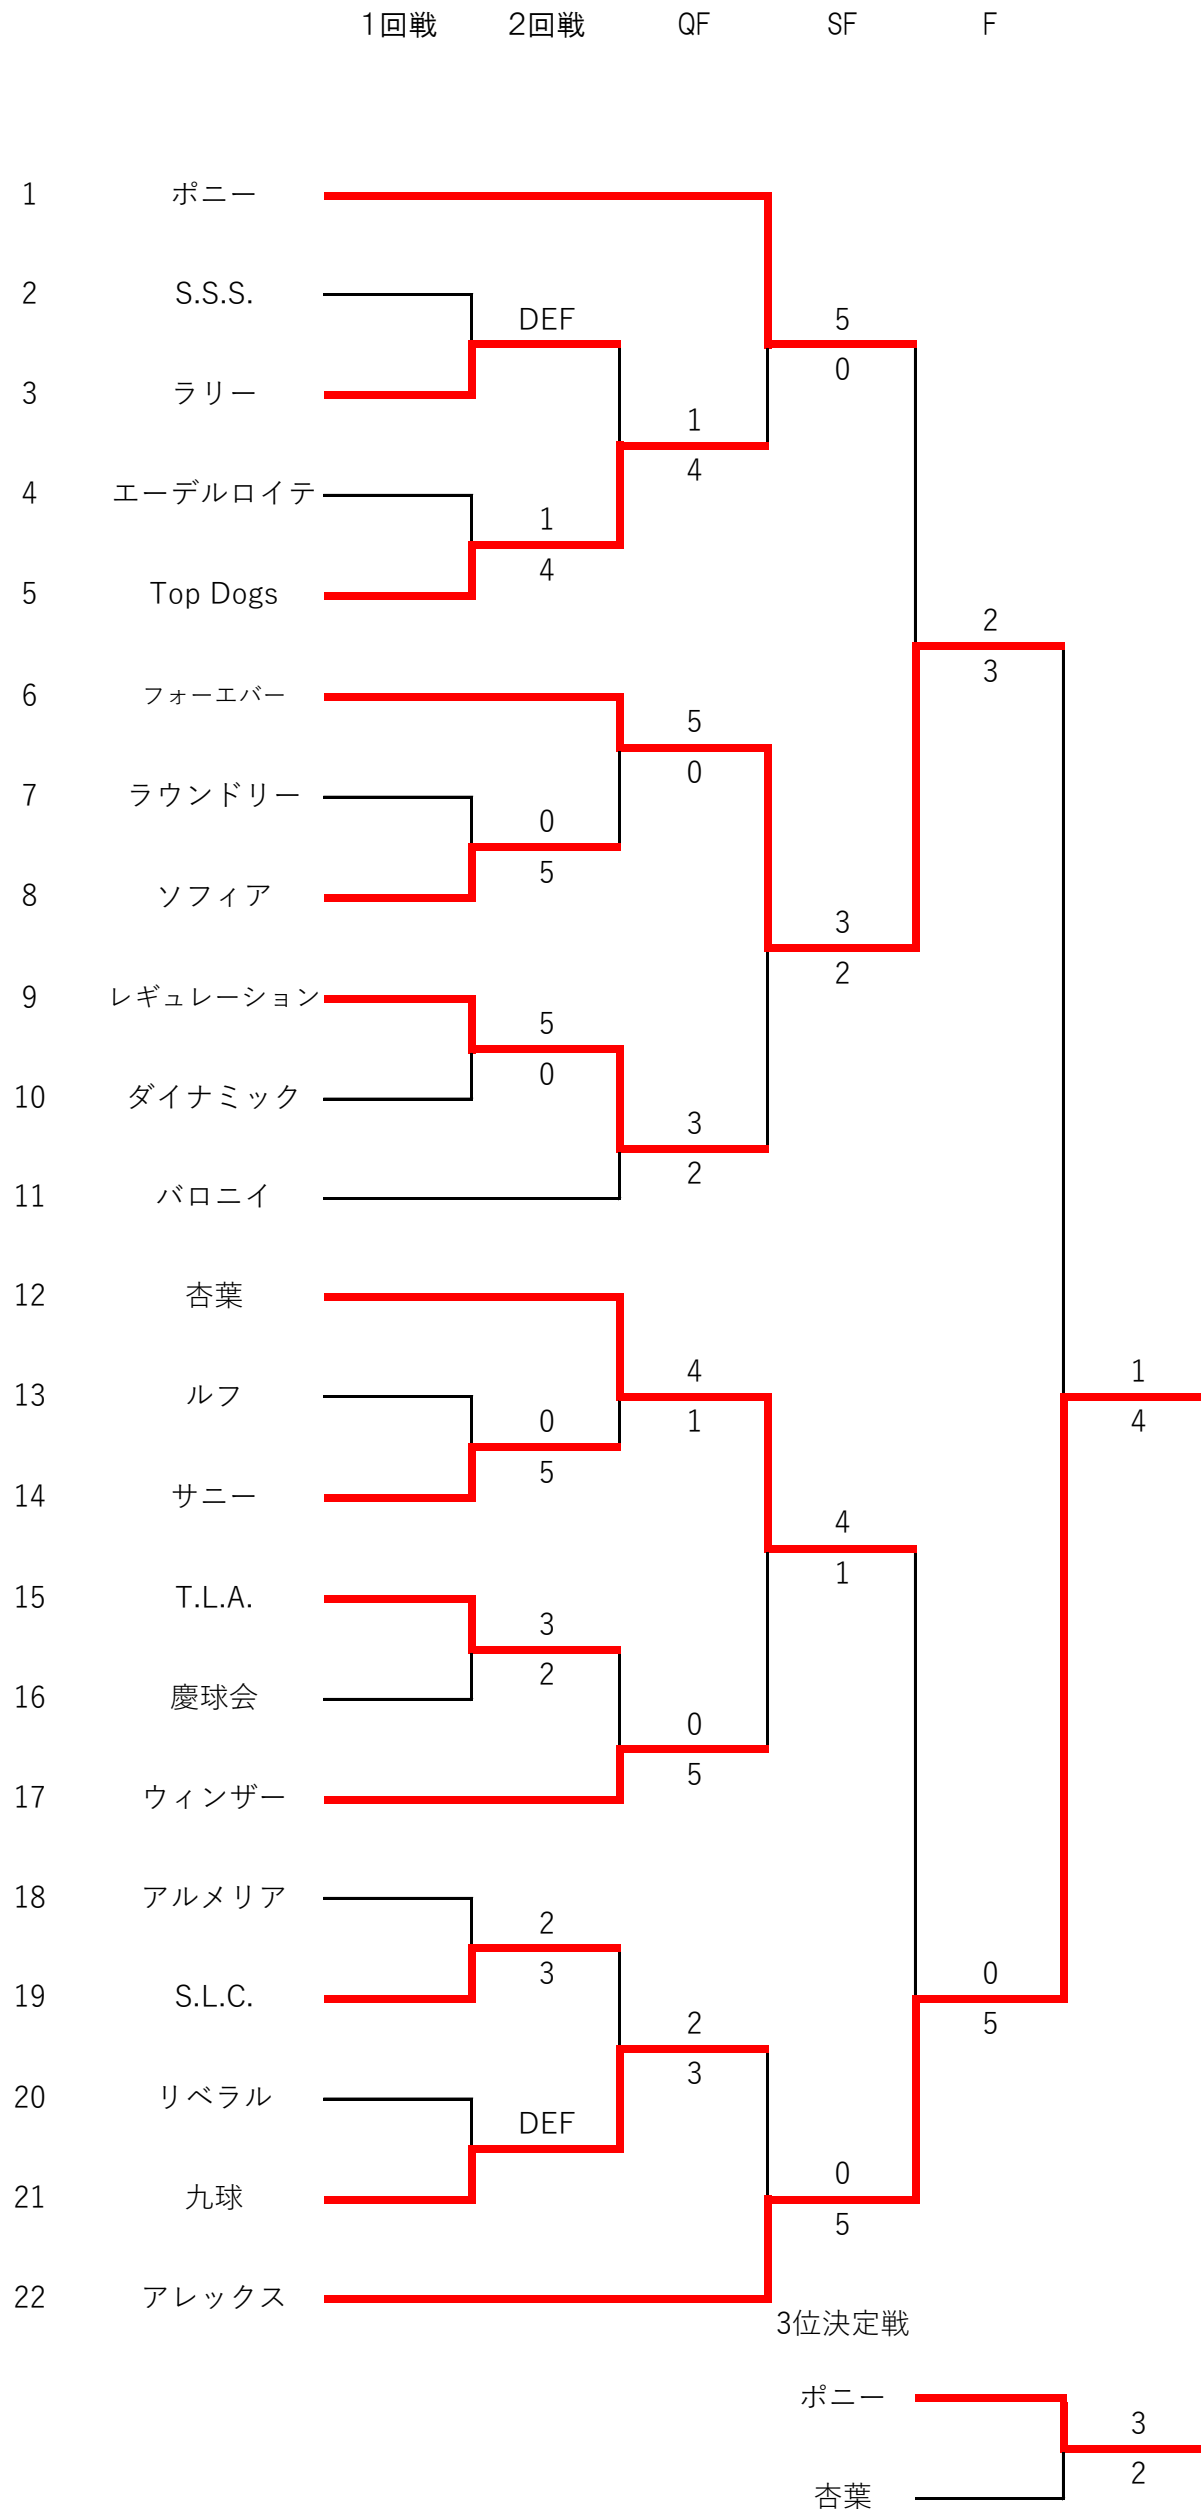 1回戦 2回戦 QF SF F
1 ポニー
2 S.S.S.
DEF 5
0
3 ラリー
1
4
4 エーデルロイテ
1
4
5 Top Dogs
2
3
6 フォーエバー
5
0
7 ラウンドリー
0
5
8 ソフィア
3
2
9 レギュレーション
5
0
10 ダイナミック
3
2
11 バロニイ
12 杏葉
4 1
13 ルフ
1 4
0
5
14 サニー
4
1
15 T.L.A.
3
2
16 慶球会
0
5
17 ウィンザー
18 アルメリア
2
3 0
19 S.L.C.
2 5
3
20 リベラル
DEF
0
21 九球
5
22 アレックス
3位決定戦
ポニー
3
2
杏葉